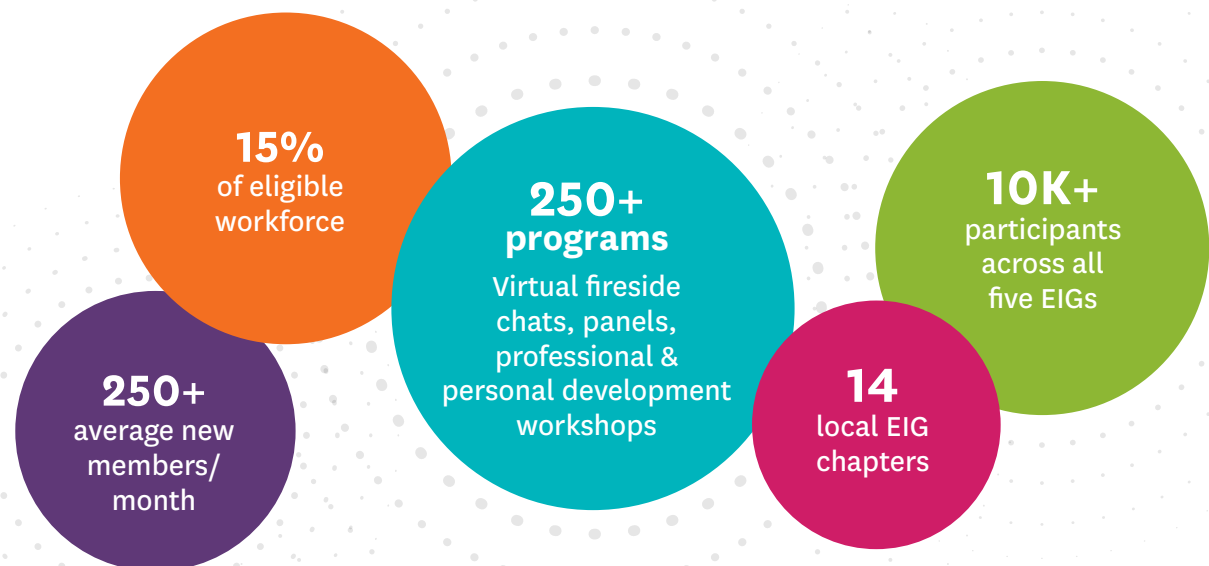 15%
of eligible
workforce
250+
average new
members/
month
250+
programs
Virtual fireside
chats, panels,
professional &
personal development
workshops
14
local EIG
chapters
10K+
participants
across all
five EIGs